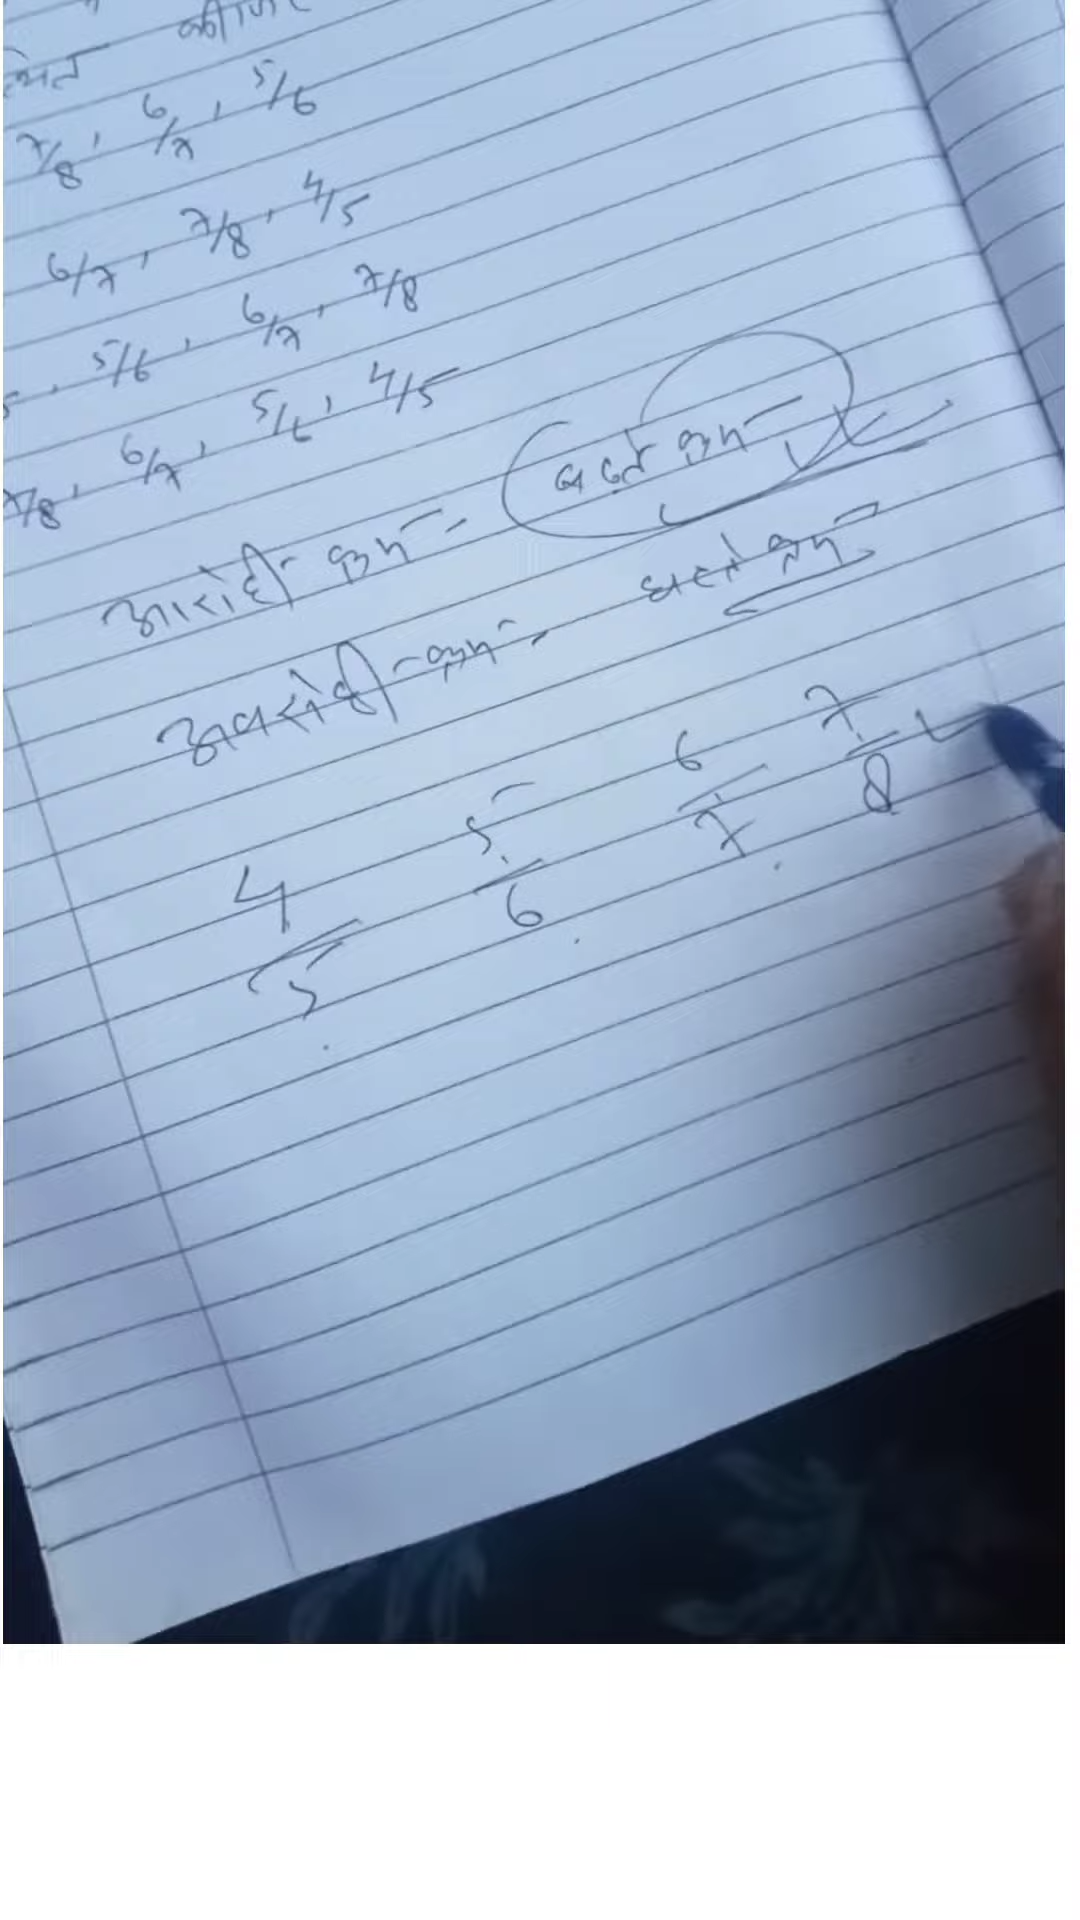 7/8, 6/7, 5/6
6/7, 7/8, 4/5
5/6, 6/7, 7/8
7/8, 6/7, 5/6, 4/5
आरोही क्रम = बढ़ते क्रम
अवरोही - क्रम - घटते क्रम
4/5 5/6 6/7 7/8